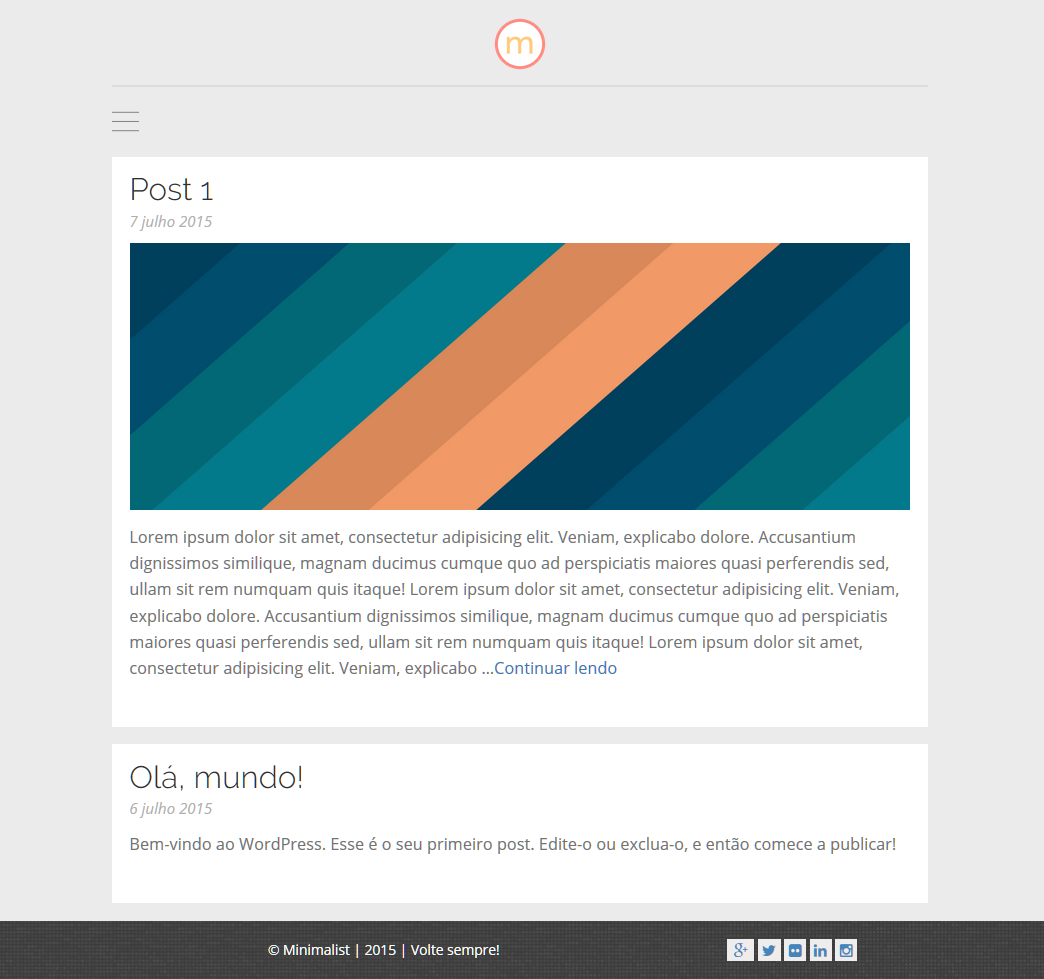 m
Post 1
7 julho 2015
Lorem ipsum dolor sit amet, consectetur adipisicing elit. Veniam, explicabo dolore. Accusantium
dignissimos similique, magnam ducimus cumque quo ad perspiciatis maiores quasi perferendis sed,
ullam sit rem numquam quis itaque! Lorem ipsum dolor sit amet, consectetur adipisicing elit. Veniam,
explicabo dolore. Accusantium dignissimos similique, magnam ducimus cumque quo ad perspiciatis
maiores quasi perferendis sed, ullam sit rem numquam quis itaque! Lorem ipsum dolor sit amet,
consectetur adipisicing elit. Veniam, explicabo ...Continuar lendo
Olá, mundo!
6 julho 2015
Bem-vindo ao WordPress. Esse é o seu primeiro post. Edite-o ou exclua-o, e então comece a publicar!
© Minimalist | 2015 | Volte sempre!